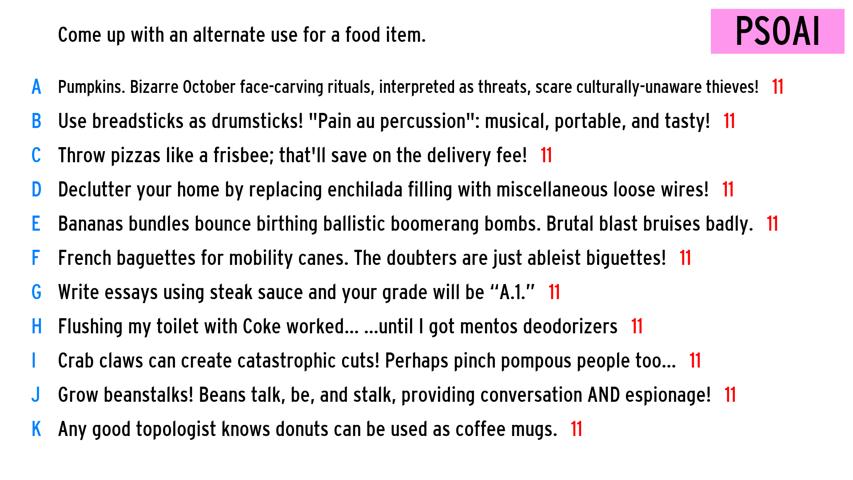 Come up with an alternate use for a food item.
PSOAI
A Pumpkins. Bizarre October face-carving rituals, interpreted as threats, scare culturally-unaware thieves! 11
B Use breadsticks as drumsticks! "Pain au percussion": musical, portable, and tasty! 11
C Throw pizzas like a frisbee; that'll save on the delivery fee! 11
D Declutter your home by replacing enchilada filling with miscellaneous loose wires! 11
E Bananas bundles bounce birthing ballistic boomerang bombs. Brutal blast bruises badly. 11
F French baguettes for mobility canes. The doubters are just ableist biguettes! 11
G Write essays using steak sauce and your grade will be “A.1.” 11
H Flushing my toilet with Coke worked... ...until I got mentos deodorizers 11
I Crab claws can create catastrophic cuts! Perhaps pinch pompous people too... 11
J Grow beanstalks! Beans talk, be, and stalk, providing conversation AND espionage! 11
K Any good topologist knows donuts can be used as coffee mugs. 11